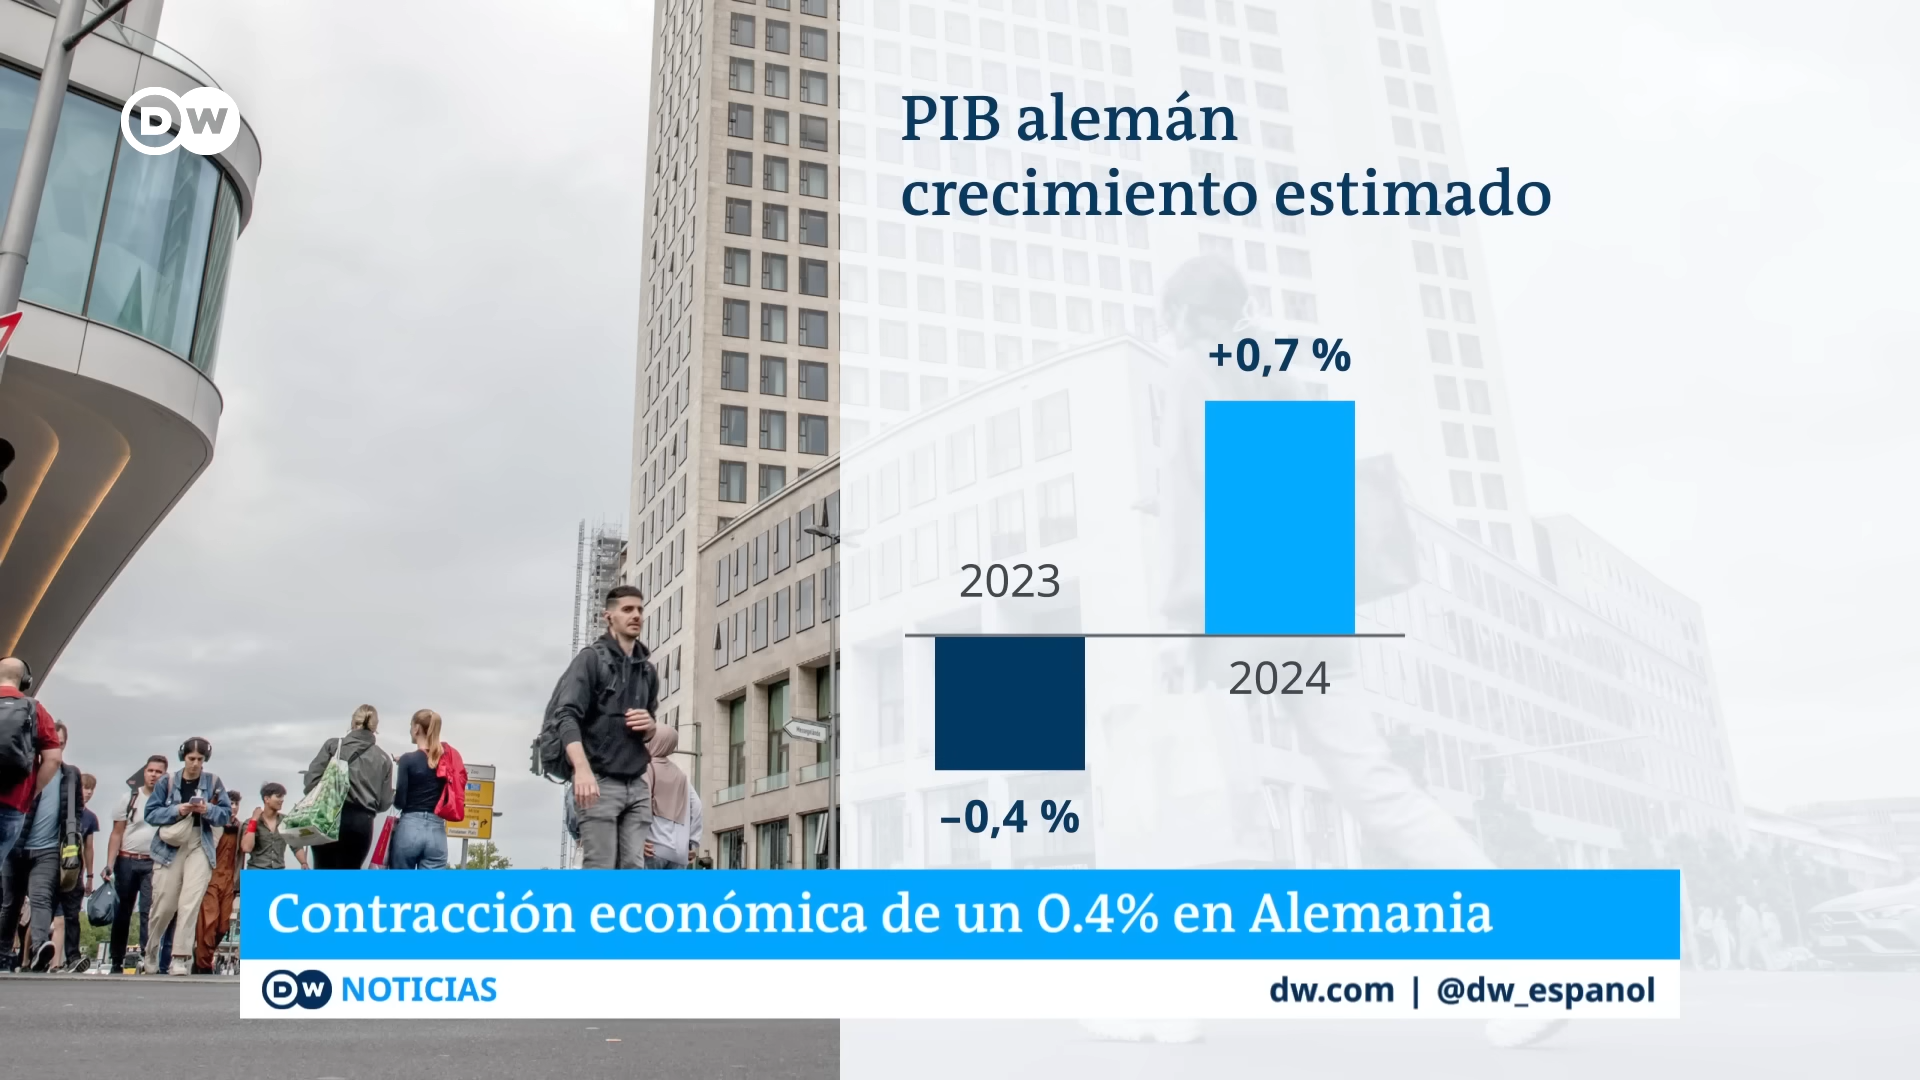 DW
PIB alemán
crecimiento estimado
+0,7 %
2023
2024
–0,4 %
Contracción económica de un 0.4% en Alemania
DW NOTICIAS
dw.com | @dw_espanol